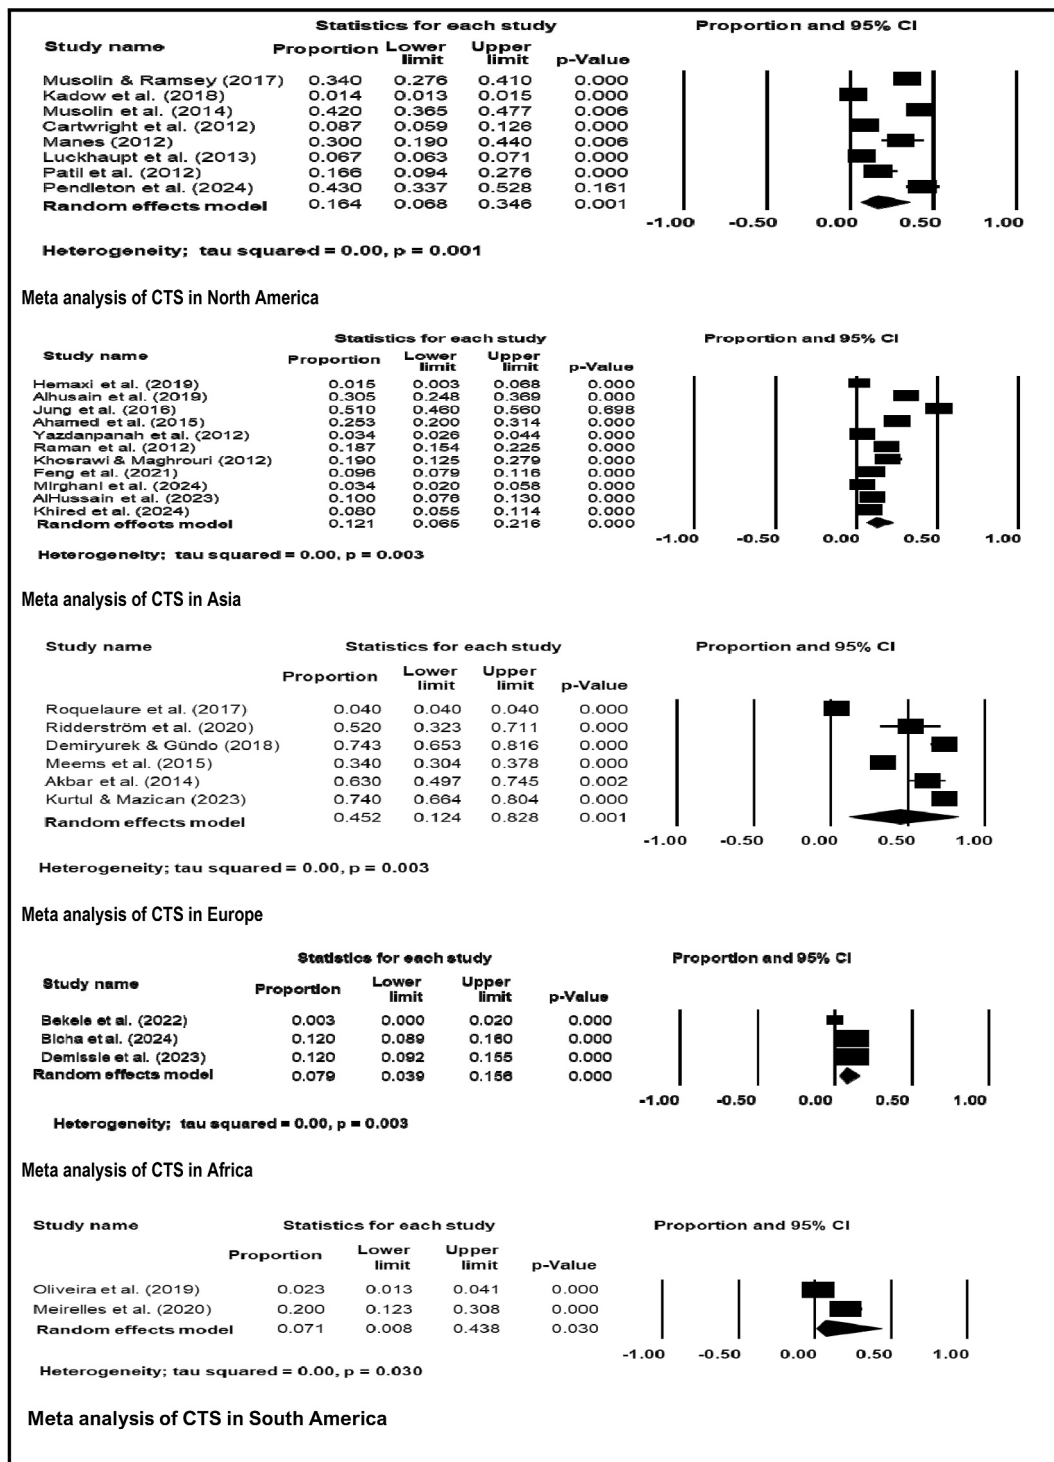 Statistics for each study Proportion and 95% CI
Study name Proportion Lower limit Upper limit p-Value
Musolin & Ramsey (2017) 0.340 0.276 0.410 0.000
Kadow et al. (2018) 0.014 0.013 0.015 0.000
Musolin et al. (2014) 0.420 0.365 0.477 0.006
Cartwright et al. (2012) 0.087 0.059 0.126 0.000
Manes (2012) 0.300 0.190 0.440 0.006
Luckhaupt et al. (2013) 0.067 0.063 0.071 0.000
Patil et al. (2012) 0.166 0.094 0.276 0.000
Pendleton et al. (2024) 0.430 0.337 0.528 0.161
Random effects model 0.164 0.068 0.346 0.001
-1.00 -0.50 0.00 0.50 1.00
Heterogeneity; tau squared = 0.00, p = 0.001
Meta analysis of CTS in North America
Statistics for each study Proportion and 95% CI
Study name Proportion Lower limit Upper limit p-Value
Hemaxi et al. (2019) 0.015 0.003 0.068 0.000
Alhusain et al. (2019) 0.305 0.248 0.369 0.000
Jung et al. (2016) 0.510 0.460 0.560 0.698
Ahamed et al. (2015) 0.253 0.200 0.314 0.000
Yazdanpanah et al. (2012) 0.034 0.026 0.044 0.000
Raman et al. (2012) 0.187 0.154 0.225 0.000
Khosrawi & Maghrouri (2012) 0.190 0.125 0.279 0.000
Feng et al. (2021) 0.096 0.079 0.116 0.000
Mirghani et al. (2024) 0.034 0.020 0.058 0.000
AlHussain et al. (2023) 0.100 0.076 0.130 0.000
Khired et al. (2024) 0.080 0.055 0.114 0.000
Random effects model 0.121 0.065 0.216 0.000
-1.00 -0.50 0.00 0.50 1.00
Heterogeneity; tau squared = 0.00, p = 0.003
Meta analysis of CTS in Asia
Study name Statistics for each study Proportion and 95% CI
Proportion Lower limit Upper limit p-Value
Roquelaure et al. (2017) 0.040 0.040 0.040 0.000
Ridderström et al. (2020) 0.520 0.323 0.711 0.000
Demiryurek & Gündo (2018) 0.743 0.653 0.816 0.000
Meems et al. (2015) 0.340 0.304 0.378 0.000
Akbar et al. (2014) 0.630 0.497 0.745 0.002
Kurtul & Mazican (2023) 0.740 0.664 0.804 0.000
Random effects model 0.452 0.124 0.828 0.001
-1.00 -0.50 0.00 0.50 1.00
Heterogeneity; tau squared = 0.00, p = 0.003
Meta analysis of CTS in Europe
Statistics for each study Proportion and 95% CI
Study name Proportion Lower limit Upper limit p-Value
Bekele et al. (2022) 0.003 0.000 0.020 0.000
Bicha et al. (2024) 0.120 0.089 0.160 0.000
Demissie et al. (2023) 0.120 0.092 0.155 0.000
Random effects model 0.079 0.039 0.156 0.000
-1.00 -0.50 0.00 0.50 1.00
Heterogeneity; tau squared = 0.00, p = 0.003
Meta analysis of CTS in Africa
Study name Statistics for each study Proportion and 95% CI
Proportion Lower limit Upper limit p-Value
Oliveira et al. (2019) 0.023 0.013 0.041 0.000
Meirelles et al. (2020) 0.200 0.123 0.308 0.000
Random effects model 0.071 0.008 0.438 0.030
-1.00 -0.50 0.00 0.50 1.00
Heterogeneity; tau squared = 0.00, p = 0.030
Meta analysis of CTS in South America